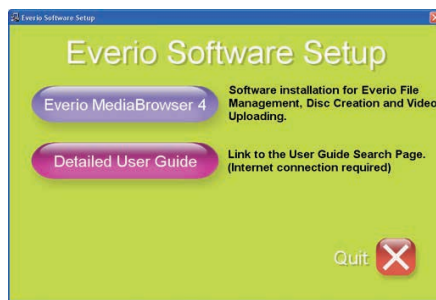 Everio Software Setup
Everio Software Setup
Everio MediaBrowser 4
Software installation for Everio File
Management, Disc Creation and Video
Uploading.
Detailed User Guide
Link to the User Guide Search Page.
(Internet connection required)
Quit